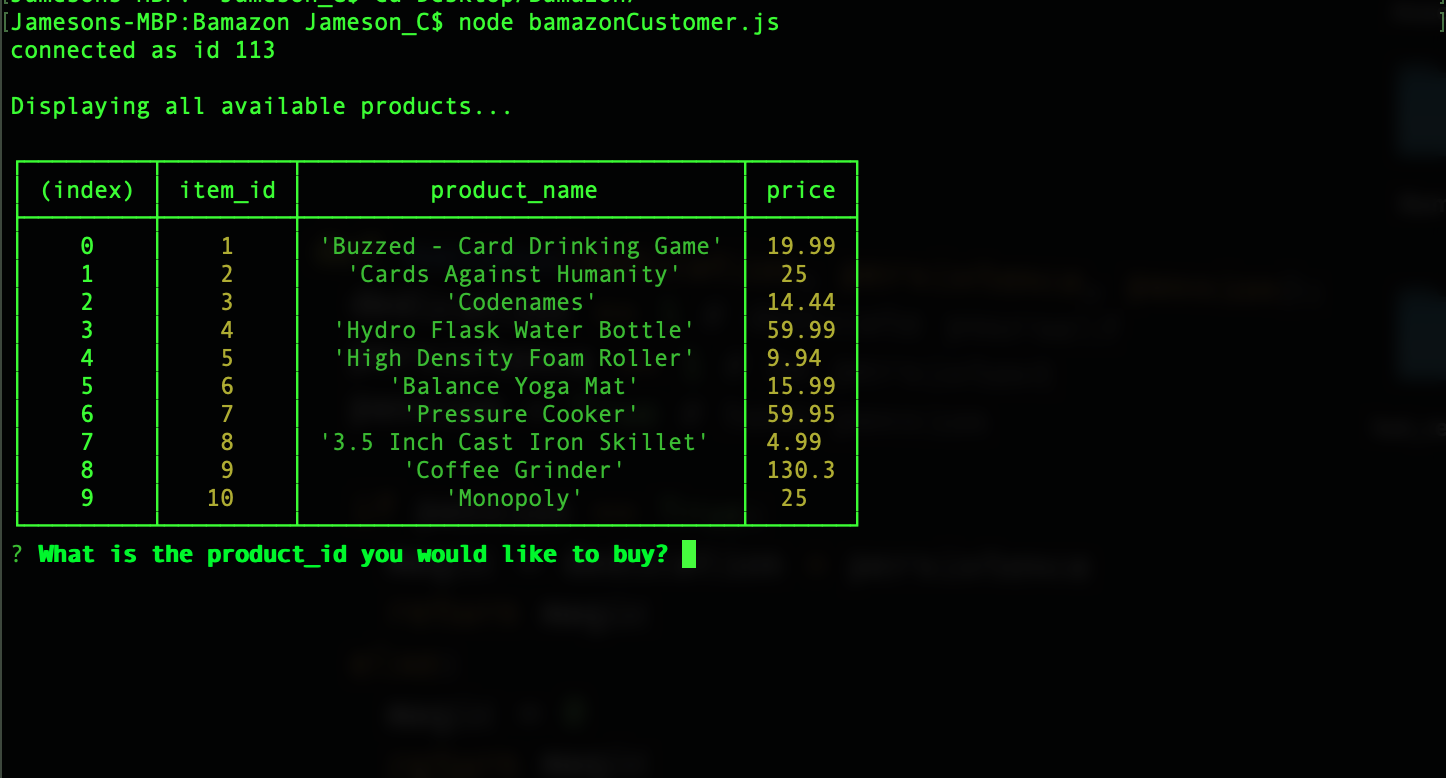 Jamesons-MBP:~ Jameson_C$ cd Desktop/Bamazon/
[Jamesons-MBP:Bamazon Jameson_C$ node bamazonCustomer.js ]
connected as id 113
Displaying all available products...
(index) item_id product_name price
0 1 'Buzzed - Card Drinking Game' 19.99
1 2 'Cards Against Humanity' 25
2 3 'Codenames' 14.44
3 4 'Hydro Flask Water Bottle' 59.99
4 5 'High Density Foam Roller' 9.94
5 6 'Balance Yoga Mat' 15.99
6 7 'Pressure Cooker' 59.95
7 8 '3.5 Inch Cast Iron Skillet' 4.99
8 9 'Coffee Grinder' 130.3
9 10 'Monopoly' 25
? What is the product_id you would like to buy?